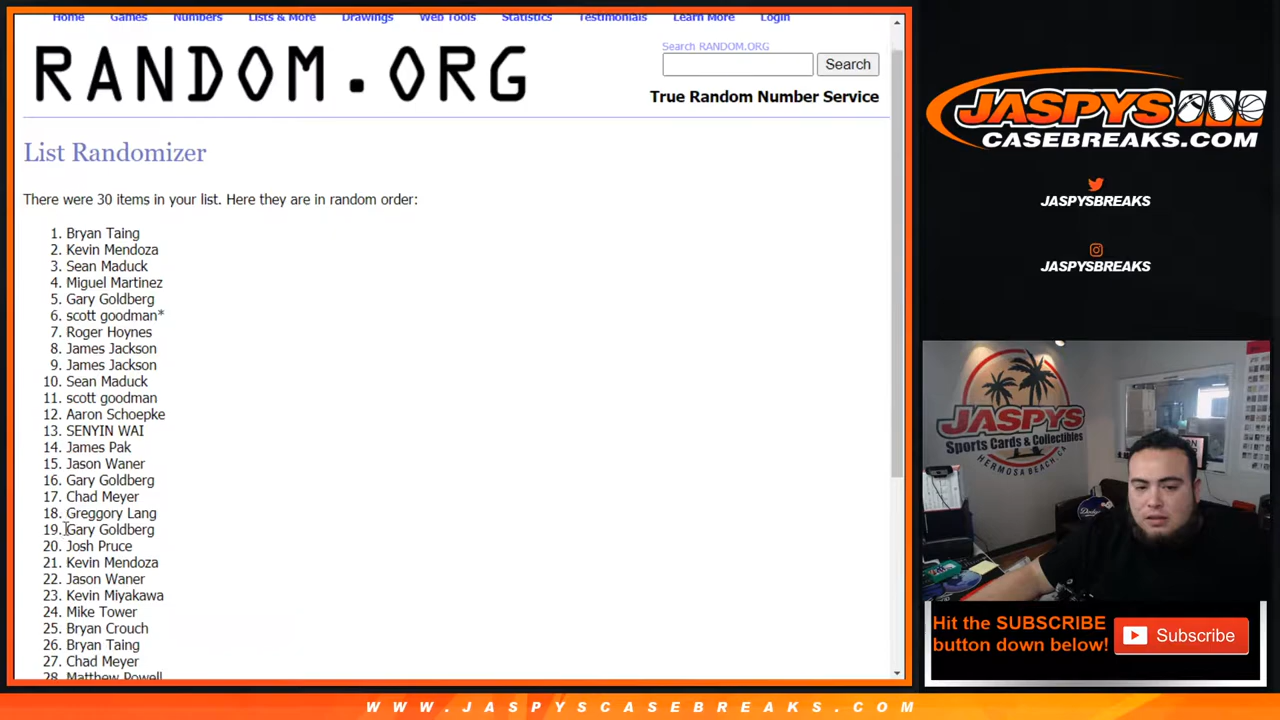 Home Games Numbers Lists & More Drawings Web Tools Statistics Testimonials Learn More Login
RANDOM.ORG
Search RANDOM.ORG
Search
True Random Number Service
List Randomizer
There were 30 items in your list. Here they are in random order:
1. Bryan Taing
2. Kevin Mendoza
3. Sean Maduck
4. Miguel Martinez
5. Gary Goldberg
6. scott goodman*
7. Roger Hoynes
8. James Jackson
9. James Jackson
10. Sean Maduck
11. scott goodman
12. Aaron Schoepke
13. SENYIN WAI
14. James Pak
15. Jason Waner
16. Gary Goldberg
17. Chad Meyer
18. Greggory Lang
19. Gary Goldberg
20. Josh Pruce
21. Kevin Mendoza
22. Jason Waner
23. Kevin Miyakawa
24. Mike Tower
25. Bryan Crouch
26. Bryan Taing
27. Chad Meyer
28. Matthew Powell
JASPYS
CASEBREAKS.COM
JASPYSBREAKS
JASPYSBREAKS
JASPYS
Sports Cards & Collectibles
HERMOSA BEACH, CA
Hit the SUBSCRIBE
button down below!
Subscribe
WWW.JASPYSCASEBREAKS.COM